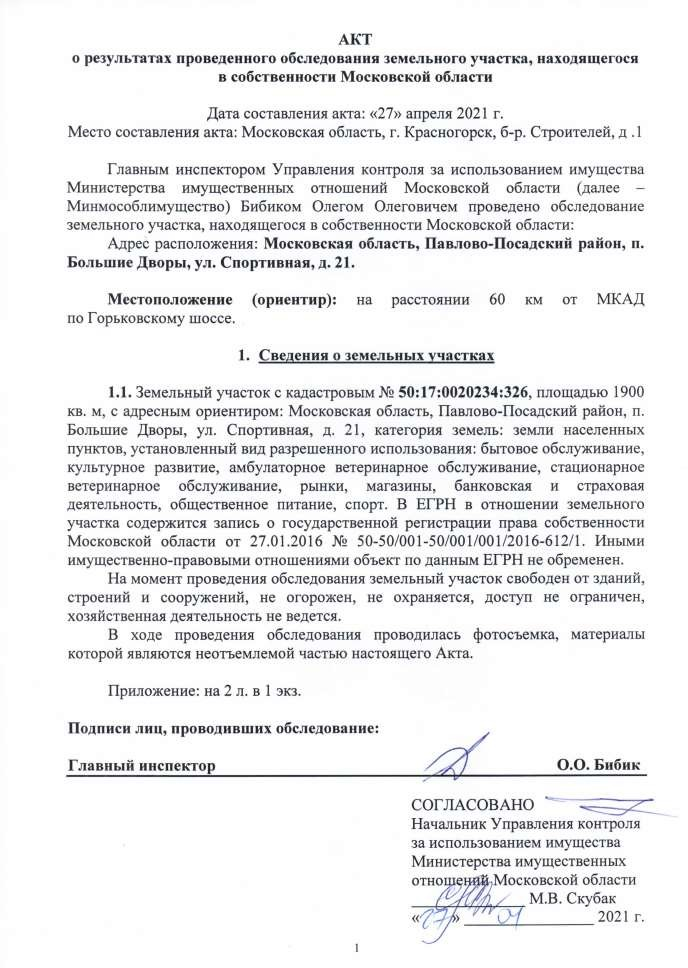 АКТ
о результатах проведенного обследования земельного участка, находящегося
в собственности Московской области
Дата составления акта: «27» апреля 2021 г.
Место составления акта: Московская область, г. Красногорск, б-р. Строителей, д .1
Главным инспектором Управления контроля за использованием имущества
Министерства имущественных отношений Московской области (далее –
Минмособлимущество) Бибиком Олегом Олеговичем проведено обследование
земельного участка, находящегося в собственности Московской области:
Адрес расположения: Московская область, Павлово-Посадский район, п.
Большие Дворы, ул. Спортивная, д. 21.
Местоположение (ориентир): на расстоянии 60 км от МКАД
по Горьковскому шоссе.
1. Сведения о земельных участках
1.1. Земельный участок с кадастровым № 50:17:0020234:326, площадью 1900
кв. м, с адресным ориентиром: Московская область, Павлово-Посадский район, п.
Большие Дворы, ул. Спортивная, д. 21, категория земель: земли населенных
пунктов, установленный вид разрешенного использования: бытовое обслуживание,
культурное развитие, амбулаторное ветеринарное обслуживание, стационарное
ветеринарное обслуживание, рынки, магазины, банковская и страховая
деятельность, общественное питание, спорт. В ЕГРН в отношении земельного
участка содержится запись о государственной регистрации права собственности
Московской области от 27.01.2016 № 50-50/001-50/001/001/2016-612/1. Иными
имущественно-правовыми отношениями объект по данным ЕГРН не обременен.
На момент проведения обследования земельный участок свободен от зданий,
строений и сооружений, не огорожен, не охраняется, доступ не ограничен,
хозяйственная деятельность не ведется.
В ходе проведения обследования проводилась фотосъемка, материалы
которой являются неотъемлемой частью настоящего Акта.
Приложение: на 2 л. в 1 экз.
Подписи лиц, проводивших обследование:
Главный инспектор О.О. Бибик
СОГЛАСОВАНО
Начальник Управления контроля
за использованием имущества
Министерства имущественных
отношений Московской области
М.В. Скубак
«27» 2021 г.
1